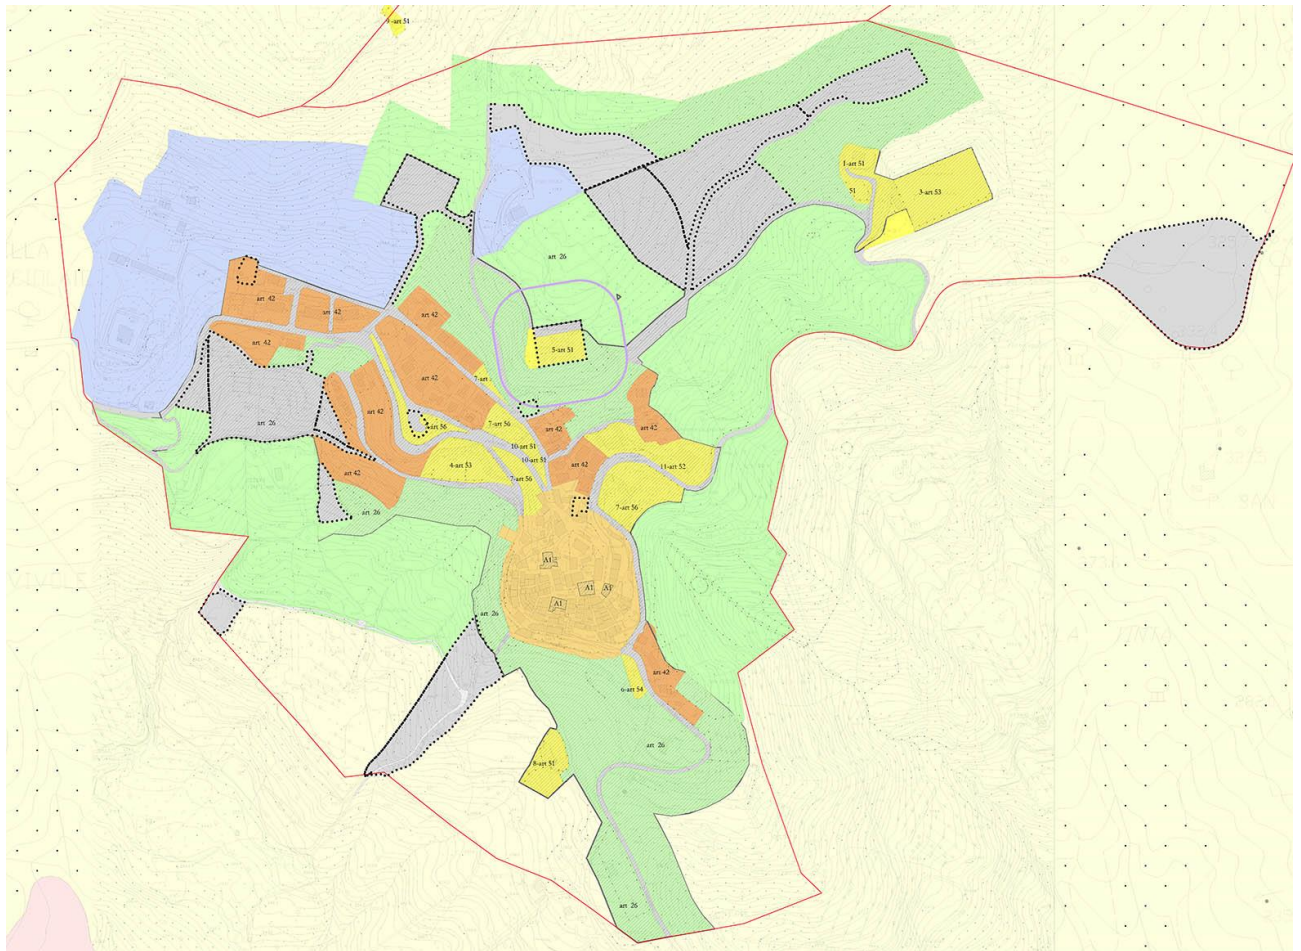 9-art 51
1-art 51
51
3-art 53
art 26
art 42
art 42
art 42
art 42
5-art 51
art 42
7-art
art 42
art 26
7-art 56
art 56
art 42
art 42
10-art 51
10-art 51
art 42
4-art 53
11-art 52
art 42
7-art 56
7-art 56
art 26
A1
A1
A1
A1
art 26
art 42
6-art 54
art 26
8-art 51
art 26